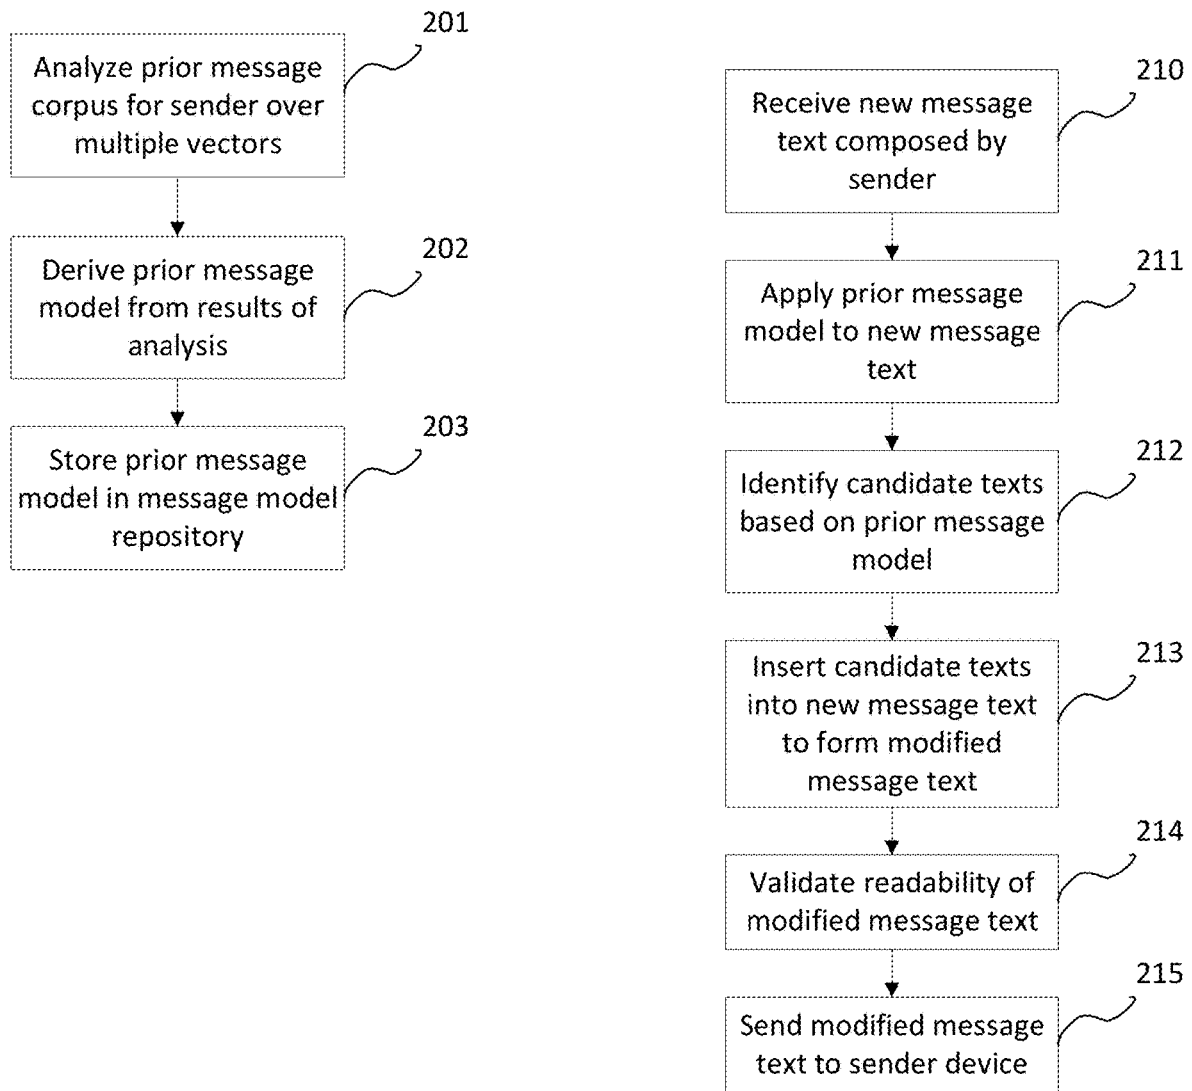 201
Analyze prior message
corpus for sender over
multiple vectors
202
Derive prior message
model from results of
analysis
203
Store prior message
model in message model
repository
210
Receive new message
text composed by
sender
211
Apply prior message
model to new message
text
212
Identify candidate texts
based on prior message
model
213
Insert candidate texts
into new message text
to form modified
message text
214
Validate readability of
modified message text
215
Send modified message
text to sender device